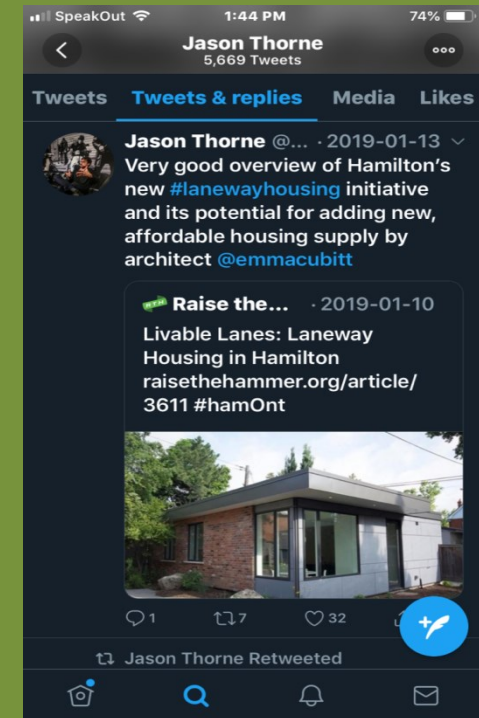 SpeakOut 1:44 PM 74%
Jason Thorne
5,669 Tweets
Tweets Tweets & replies Media Likes
Jason Thorne @... · 2019-01-13
Very good overview of Hamilton's
new #lanewayhousing initiative
and its potential for adding new,
affordable housing supply by
architect @emmacubitt
RTH Raise the... · 2019-01-10
Livable Lanes: Laneway
Housing in Hamilton
raisethehammer.org/article/
3611 #hamOnt
1 7 32
Jason Thorne Retweeted